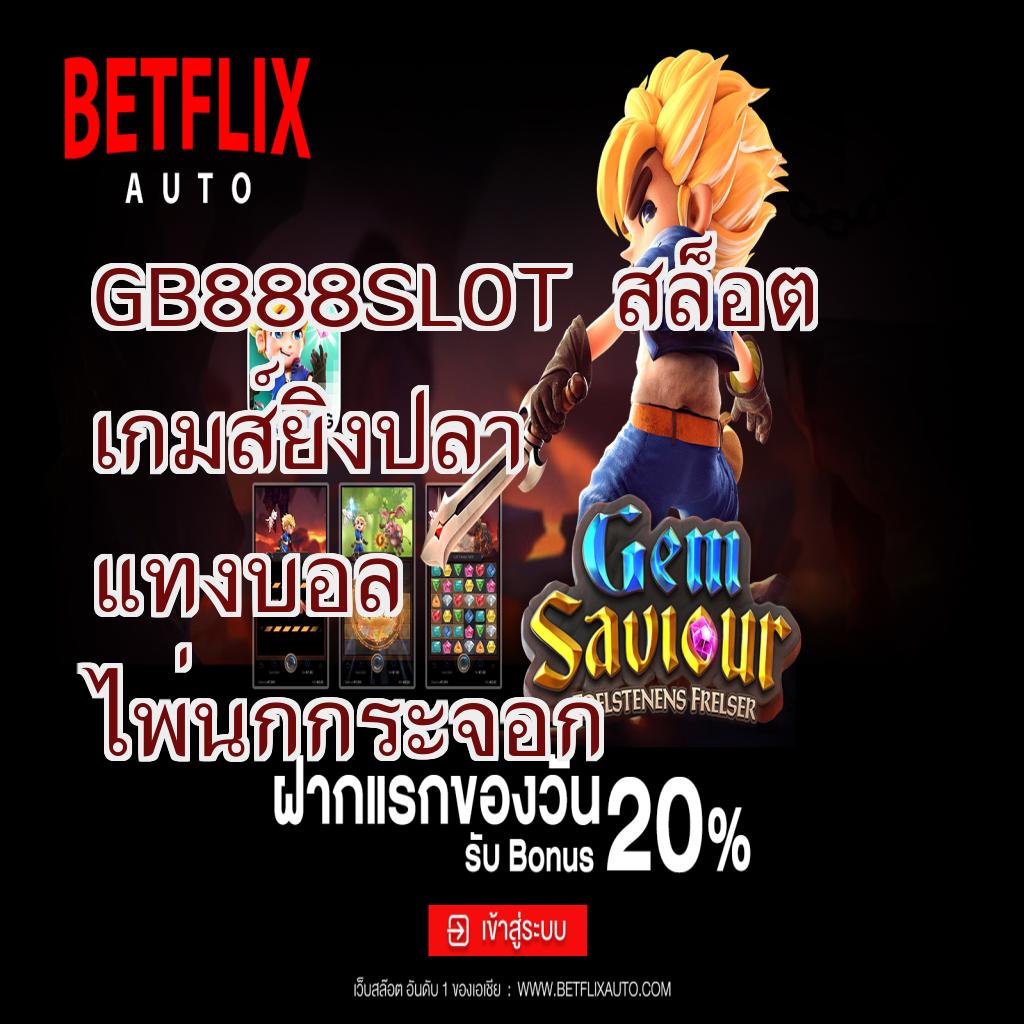 BETFLIX
AUTO
GB888SLOT สล็อต
เกมส์ยิงปลา
แทงบอล
ไพ่นกกระจอก
Gem
Saviour
EDELSTENENS FRELSER
ฝากแรกของวัน 20%
รับ Bonus
เข้าสู่ระบบ
เว็บสล๊อต อันดับ 1 ของเอเชีย : WWW.BETFLIXAUTO.COM